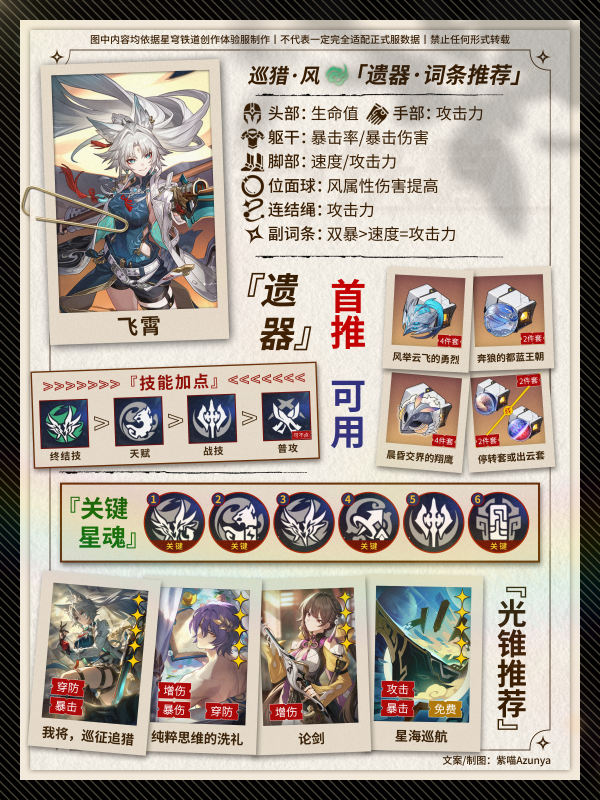 图中内容均依据星穹铁道创作体验服制作丨不代表一定完全适配正式服数据丨禁止任何形式转载
巡猎·风「遗器·词条推荐」
头部：生命值 手部：攻击力
躯干：暴击率/暴击伤害
脚部：速度/攻击力
位面球：风属性伤害提高
连结绳：攻击力
副词条：双暴>速度=攻击力
飞霄
『遗器』
首推
4件套
风举云飞的勇烈
2件套
奔狼的都蓝王朝
可用
4件套
晨昏交界的翔鹰
2件套
或
2件套
停转套或出云套
>>>>>>>『技能加点』<<<<<<<
终结技 > 天赋 > 战技 > 普攻
可不点
『关键星魂』
1 关键
2 关键
3
4 关键
5
6 关键
『光锥推荐』
穿防
暴击
我将，巡征追猎
增伤
暴伤 穿防
纯粹思维的洗礼
增伤
论剑
攻击
暴击 免费
星海巡航
文案/制图：紫喵Azunya